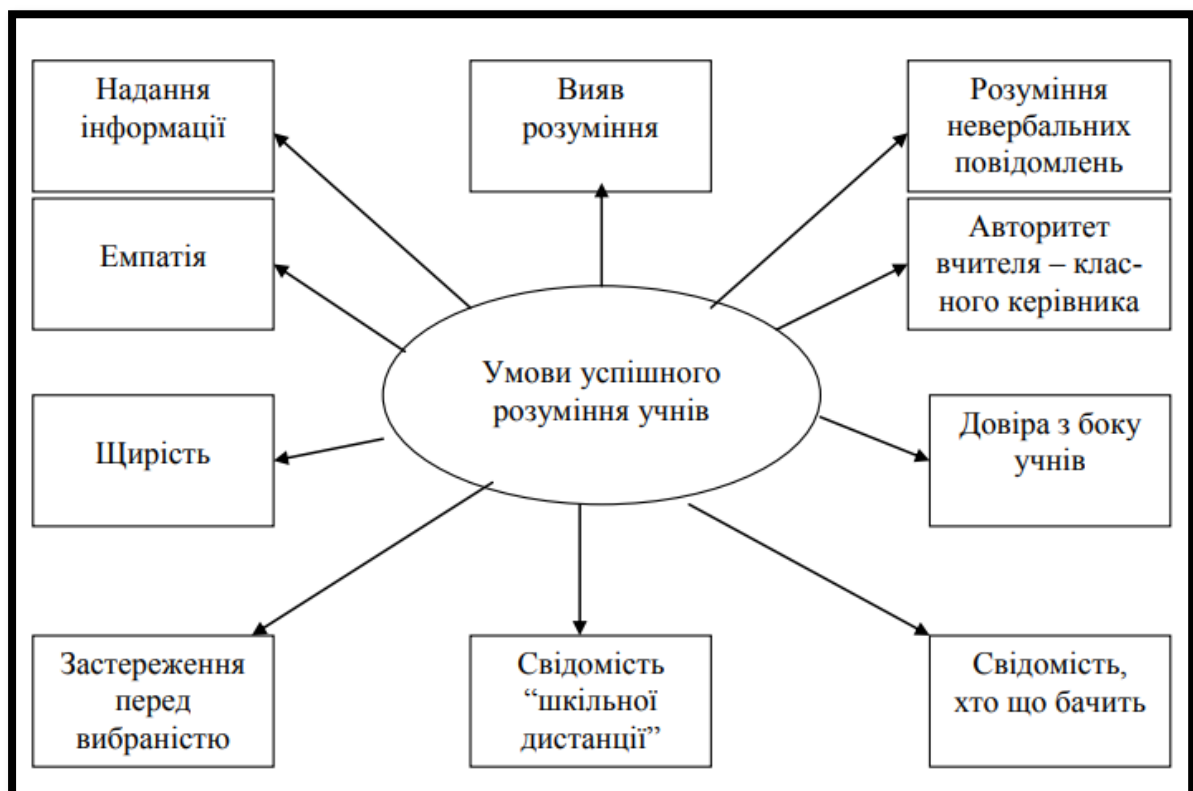 Надання
інформації
Вияв
розуміння
Розуміння
невербальних
повідомлень
Емпатія
Авторитет
вчителя –клас-
ного керівника
Умови успішного
розуміння учнів
Щирість
Довіра з боку
учнів
Застереження
перед
вибраністю
Свідомість
“шкільної
дистанції”
Свідомість,
хто що бачить